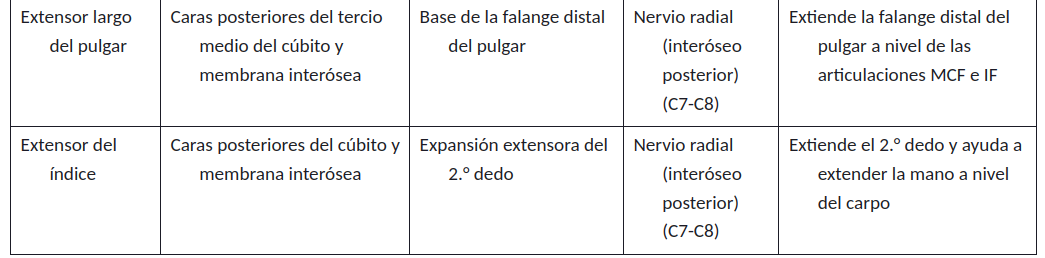 Extensor largo
del pulgar
Caras posteriores del tercio
medio del cúbito y
membrana interósea
Base de la falange distal
del pulgar
Nervio radial
(interóseo
posterior)
(C7-C8)
Extiende la falange distal del
pulgar a nivel de las
articulaciones MCF e IF
Extensor del
índice
Caras posteriores del cúbito y
membrana interósea
Expansión extensora del
2.º dedo
Nervio radial
(interóseo
posterior)
(C7-C8)
Extiende el 2.º dedo y ayuda a
extender la mano a nivel
del carpo